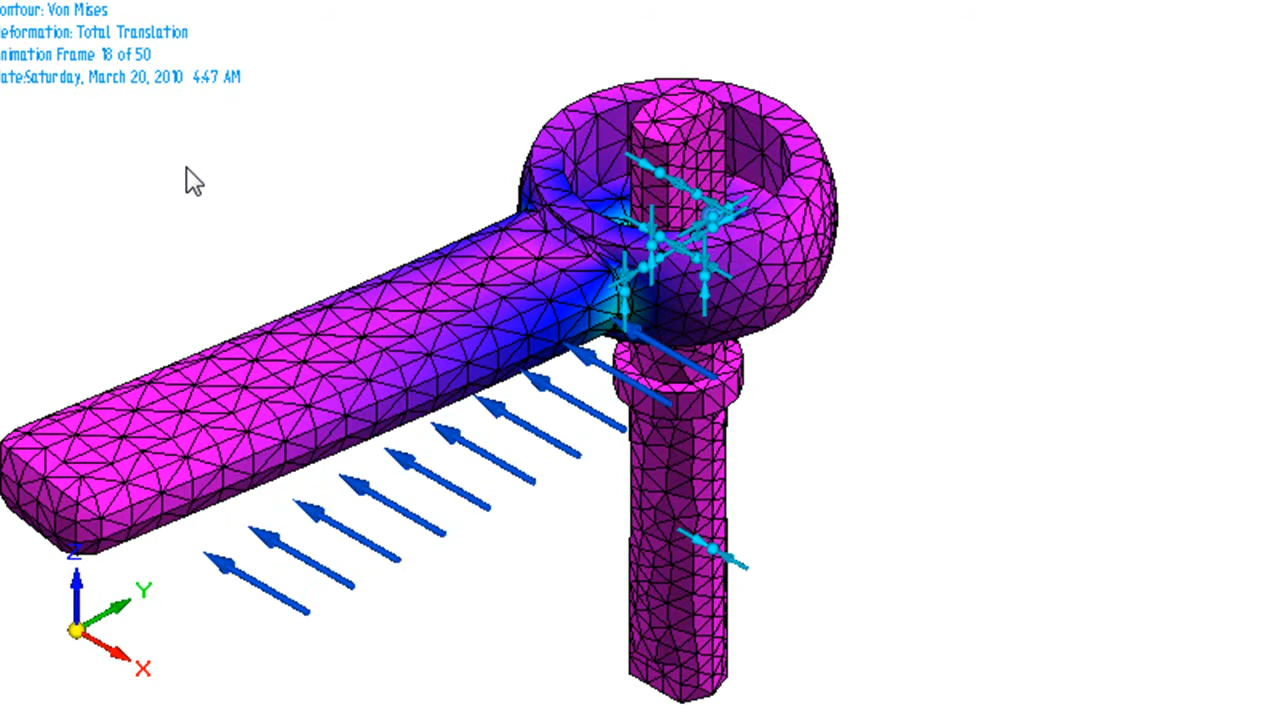 ontour: Von Mises
eformation: Total Translation
nimation Frame 18 of 50
ate:Saturday, March 20, 2010 4:47 AM
Z
Y
X